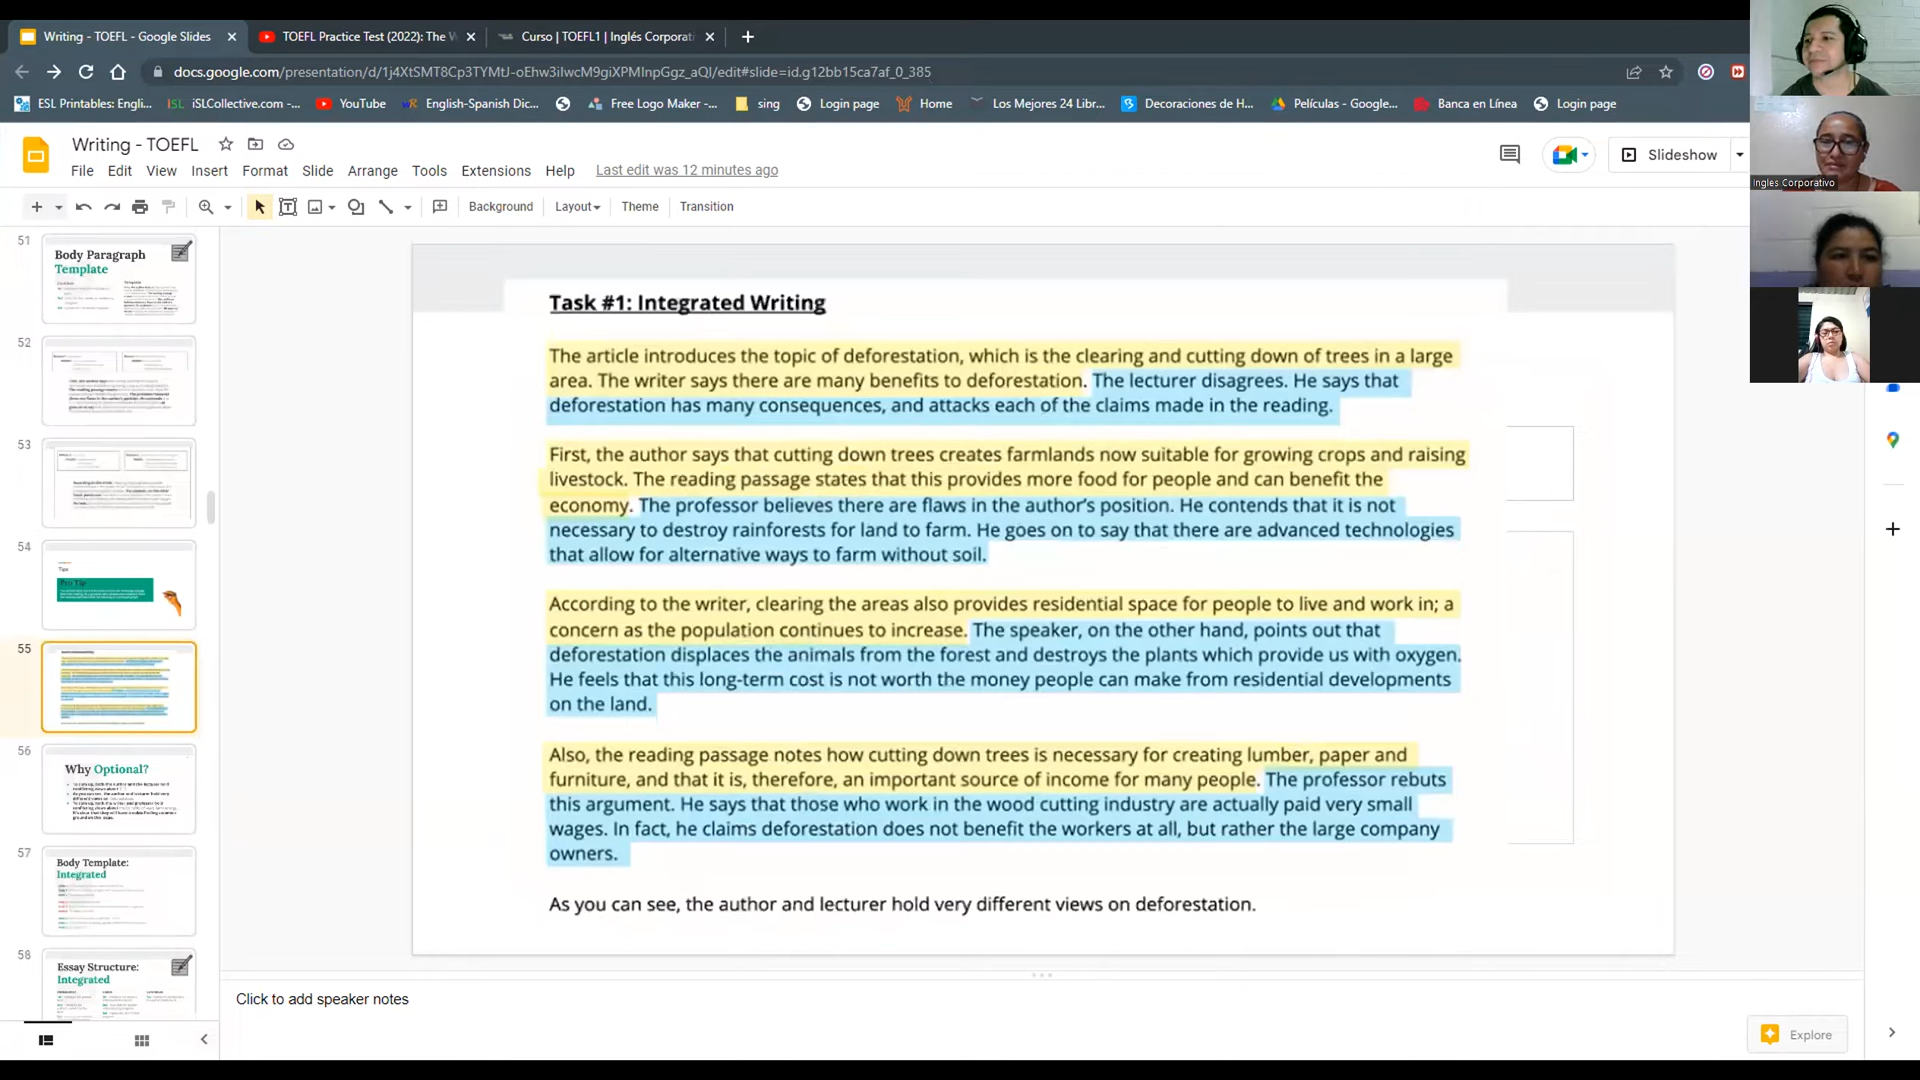 Writing - TOEFL - Google Slides
TOEFL Practice Test (2022): The W
Curso | TOEFL1 | Inglés Corporati
docs.google.com/presentation/d/1j4XtSMT8Cp3TYMtJ-oEhw3iIwcM9giXPMInpGgz_aQI/edit#slide=id.g12bb15ca7af_0_385
ESL Printables: Engli...
iSL
iSLCollective.com -...
YouTube
English-Spanish Dic...
Free Logo Maker -...
sing
Login page
Home
Los Mejores 24 Libr...
Decoraciones de H...
Películas - Google...
Banca en Línea
Login page
Writing - TOEFL
File Edit View Insert Format Slide Arrange Tools Extensions Help Last edit was 12 minutes ago
Slideshow
Ingles Corporativo
Background Layout Theme Transition
51
Body Paragraph
Template
52
53
54
Tips
Pro Tip
55
56
Why Optional?
57
Body Template:
Integrated
58
Essay Structure:
Integrated
Task #1: Integrated Writing
The article introduces the topic of deforestation, which is the clearing and cutting down of trees in a large
area. The writer says there are many benefits to deforestation. The lecturer disagrees. He says that
deforestation has many consequences, and attacks each of the claims made in the reading.
First, the author says that cutting down trees creates farmlands now suitable for growing crops and raising
livestock. The reading passage states that this provides more food for people and can benefit the
economy. The professor believes there are flaws in the author's position. He contends that it is not
necessary to destroy rainforests for land to farm. He goes on to say that there are advanced technologies
that allow for alternative ways to farm without soil.
According to the writer, clearing the areas also provides residential space for people to live and work in; a
concern as the population continues to increase. The speaker, on the other hand, points out that
deforestation displaces the animals from the forest and destroys the plants which provide us with oxygen.
He feels that this long-term cost is not worth the money people can make from residential developments
on the land.
Also, the reading passage notes how cutting down trees is necessary for creating lumber, paper and
furniture, and that it is, therefore, an important source of income for many people. The professor rebuts
this argument. He says that those who work in the wood cutting industry are actually paid very small
wages. In fact, he claims deforestation does not benefit the workers at all, but rather the large company
owners.
As you can see, the author and lecturer hold very different views on deforestation.
Click to add speaker notes
Explore